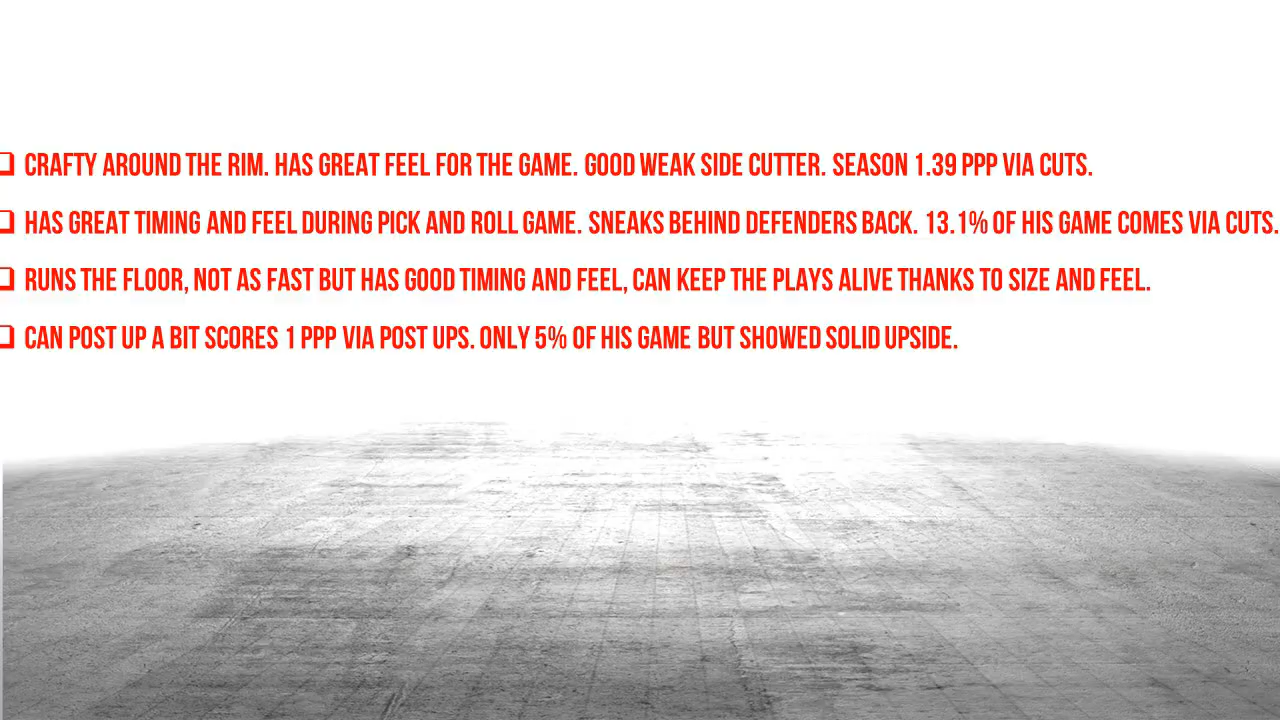 ❑ CRAFTY AROUND THE RIM. HAS GREAT FEEL FOR THE GAME. GOOD WEAK SIDE CUTTER. SEASON 1.39 PPP VIA CUTS.
❑ HAS GREAT TIMING AND FEEL DURING PICK AND ROLL GAME. SNEAKS BEHIND DEFENDERS BACK. 13.1% OF HIS GAME COMES VIA CUTS.
❑ RUNS THE FLOOR, NOT AS FAST BUT HAS GOOD TIMING AND FEEL, CAN KEEP THE PLAYS ALIVE THANKS TO SIZE AND FEEL.
❑ CAN POST UP A BIT SCORES 1 PPP VIA POST UPS. ONLY 5% OF HIS GAME BUT SHOWED SOLID UPSIDE.